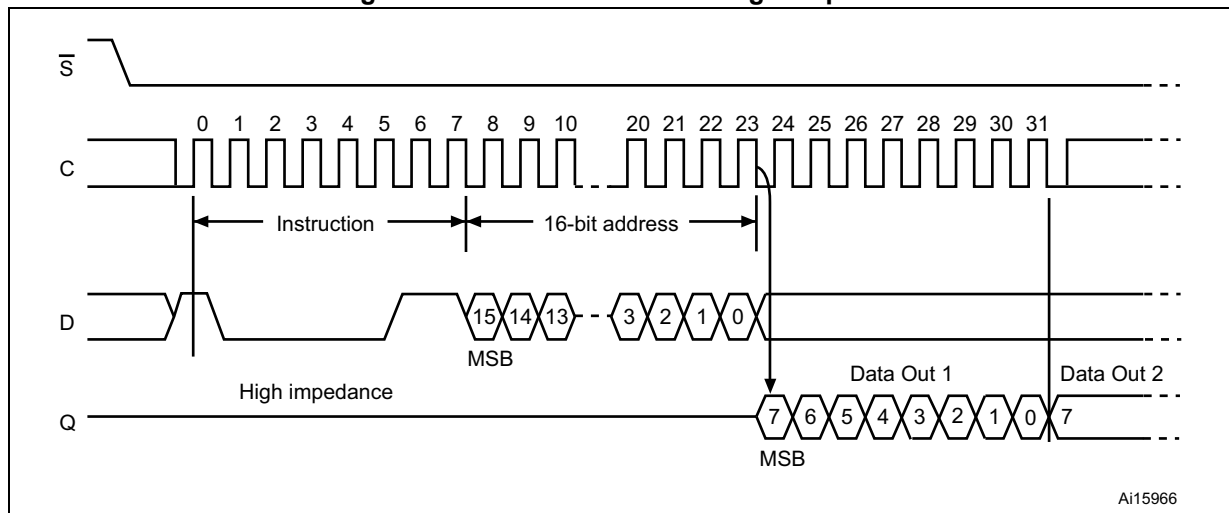 S
0 1 2 3 4 5 6 7 8 9 10 20 21 22 23 24 25 26 27 28 29 30 31
C
Instruction 16-bit address
D
15 14 13 3 2 1 0
MSB
Data Out 1 Data Out 2
High impedance
Q
7 6 5 4 3 2 1 0 7
MSB
Ai15966